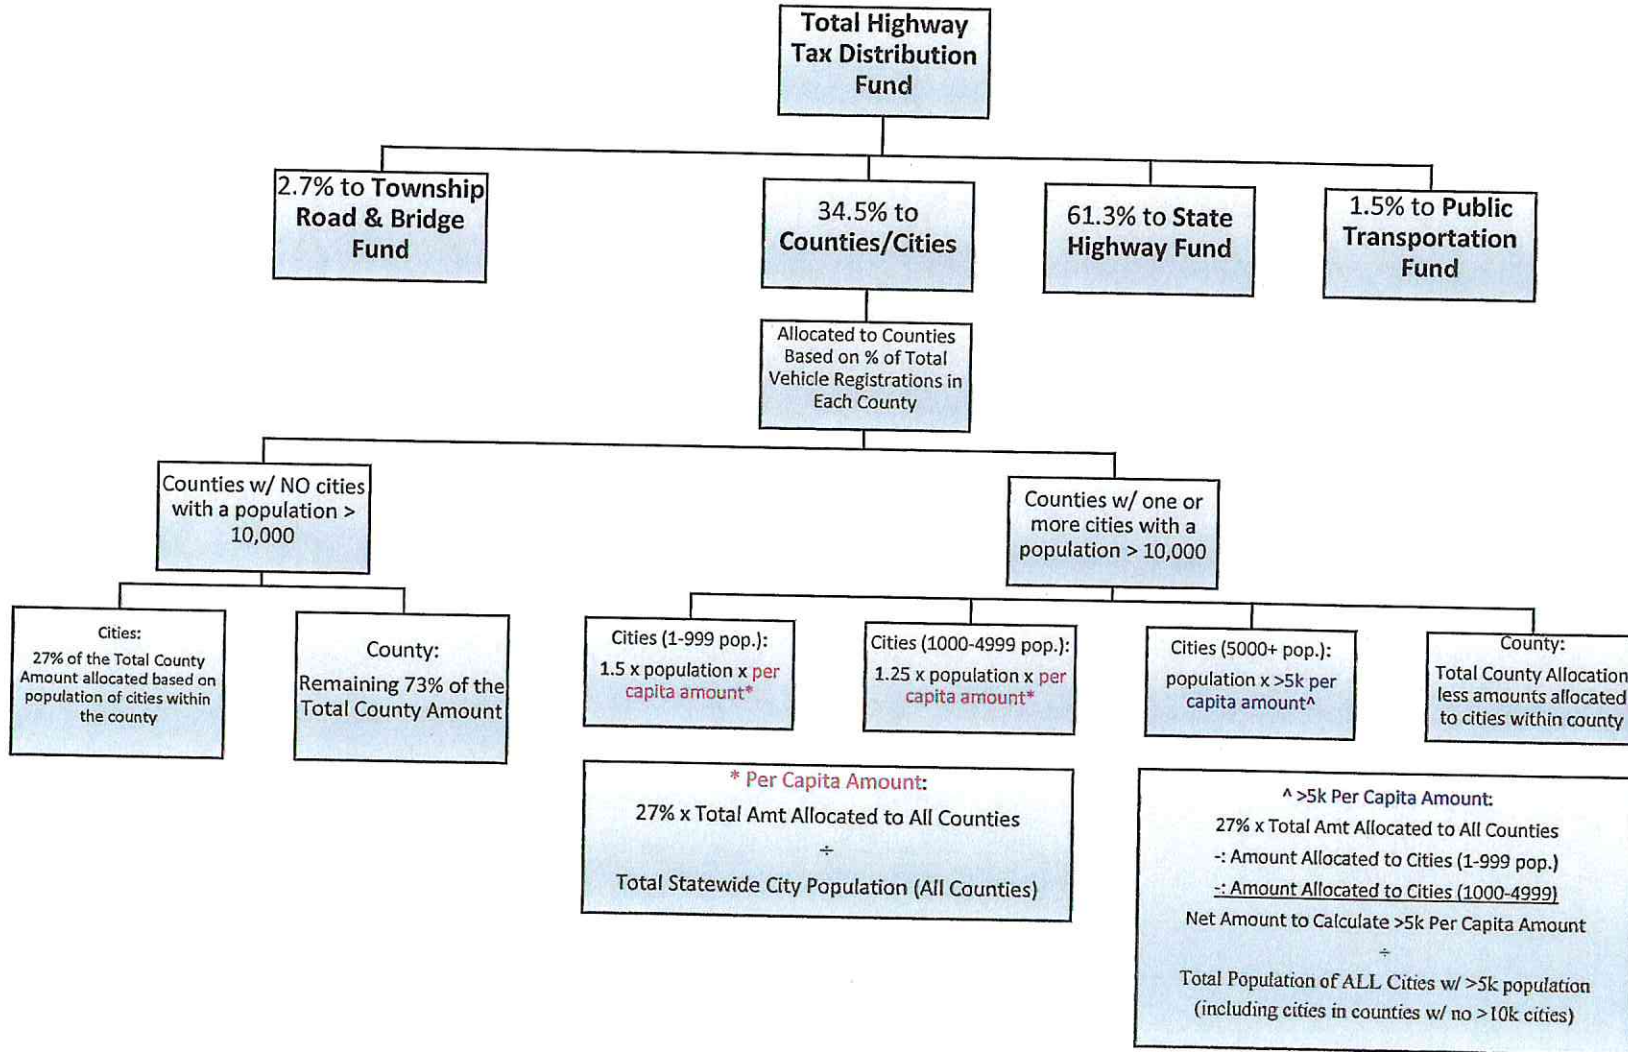 Total Highway
Tax Distribution
Fund
2.7% to Township
Road & Bridge
Fund
34.5% to
Counties/Cities
61.3% to State
Highway Fund
1.5% to Public
Transportation
Fund
Allocated to Counties
Based on % of Total
Vehicle Registrations in
Each County
Counties w/ NO cities
with a population >
10,000
Counties w/ one or
more cities with a
population > 10,000
Cities:
27% of the Total County
Amount allocated based on
population of cities within
the county
County:
Remaining 73% of the
Total County Amount
Cities (1-999 pop.):
1.5 x population x per
capita amount*
Cities (1000-4999 pop.):
1.25 x population x per
capita amount*
Cities (5000+ pop.):
population x >5k per
capita amount^
County:
Total County Allocation
less amounts allocated
to cities within county
* Per Capita Amount:
27% x Total Amt Allocated to All Counties
÷
Total Statewide City Population (All Counties)
^ >5k Per Capita Amount:
27% x Total Amt Allocated to All Counties
-: Amount Allocated to Cities (1-999 pop.)
-: Amount Allocated to Cities (1000-4999)
Net Amount to Calculate >5k Per Capita Amount
÷
Total Population of ALL Cities w/ >5k population
(including cities in counties w/ no >10k cities)